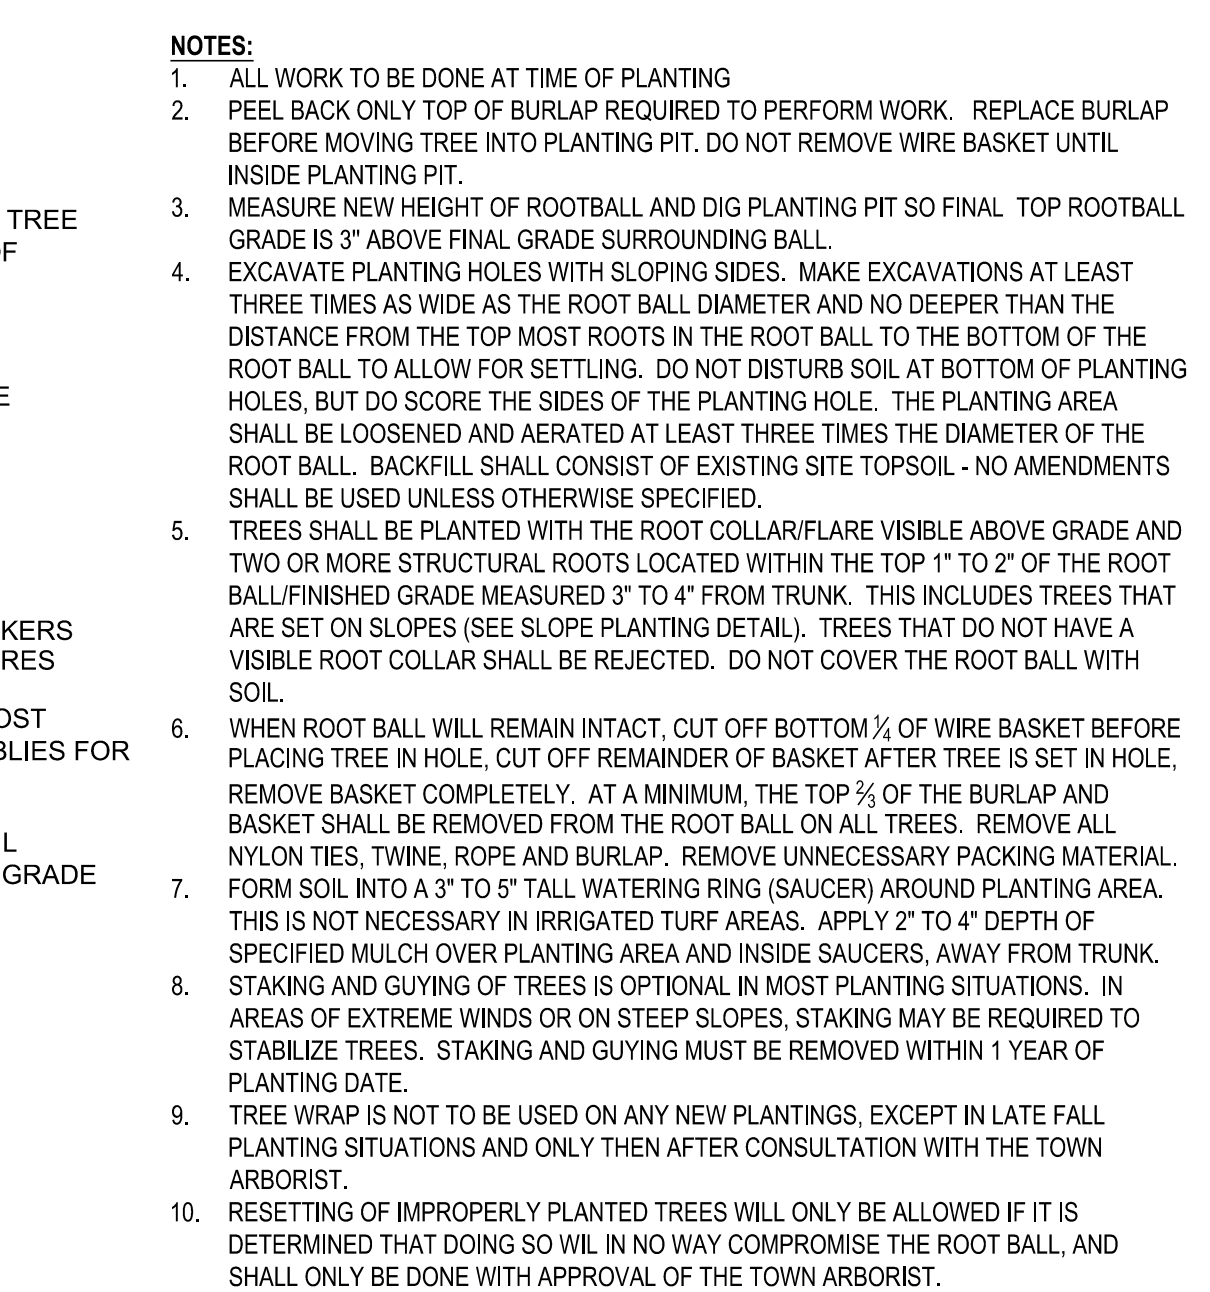 NOTES:
1. ALL WORK TO BE DONE AT TIME OF PLANTING
2. PEEL BACK ONLY TOP OF BURLAP REQUIRED TO PERFORM WORK. REPLACE BURLAP
BEFORE MOVING TREE INTO PLANTING PIT. DO NOT REMOVE WIRE BASKET UNTIL
INSIDE PLANTING PIT.
3. MEASURE NEW HEIGHT OF ROOTBALL AND DIG PLANTING PIT SO FINAL TOP ROOTBALL
GRADE IS 3" ABOVE FINAL GRADE SURROUNDING BALL.
4. EXCAVATE PLANTING HOLES WITH SLOPING SIDES. MAKE EXCAVATIONS AT LEAST
THREE TIMES AS WIDE AS THE ROOT BALL DIAMETER AND NO DEEPER THAN THE
DISTANCE FROM THE TOP MOST ROOTS IN THE ROOT BALL TO THE BOTTOM OF THE
ROOT BALL TO ALLOW FOR SETTLING. DO NOT DISTURB SOIL AT BOTTOM OF PLANTING
HOLES, BUT DO SCORE THE SIDES OF THE PLANTING HOLE. THE PLANTING AREA
SHALL BE LOOSENED AND AERATED AT LEAST THREE TIMES THE DIAMETER OF THE
ROOT BALL. BACKFILL SHALL CONSIST OF EXISTING SITE TOPSOIL - NO AMENDMENTS
SHALL BE USED UNLESS OTHERWISE SPECIFIED.
5. TREES SHALL BE PLANTED WITH THE ROOT COLLAR/FLARE VISIBLE ABOVE GRADE AND
TWO OR MORE STRUCTURAL ROOTS LOCATED WITHIN THE TOP 1" TO 2" OF THE ROOT
BALL/FINISHED GRADE MEASURED 3" TO 4" FROM TRUNK. THIS INCLUDES TREES THAT
ARE SET ON SLOPES (SEE SLOPE PLANTING DETAIL). TREES THAT DO NOT HAVE A
VISIBLE ROOT COLLAR SHALL BE REJECTED. DO NOT COVER THE ROOT BALL WITH
SOIL.
6. WHEN ROOT BALL WILL REMAIN INTACT, CUT OFF BOTTOM ¼ OF WIRE BASKET BEFORE
PLACING TREE IN HOLE, CUT OFF REMAINDER OF BASKET AFTER TREE IS SET IN HOLE,
REMOVE BASKET COMPLETELY. AT A MINIMUM, THE TOP ⅔ OF THE BURLAP AND
BASKET SHALL BE REMOVED FROM THE ROOT BALL ON ALL TREES. REMOVE ALL
NYLON TIES, TWINE, ROPE AND BURLAP. REMOVE UNNECESSARY PACKING MATERIAL.
7. FORM SOIL INTO A 3" TO 5" TALL WATERING RING (SAUCER) AROUND PLANTING AREA.
THIS IS NOT NECESSARY IN IRRIGATED TURF AREAS. APPLY 2" TO 4" DEPTH OF
SPECIFIED MULCH OVER PLANTING AREA AND INSIDE SAUCERS, AWAY FROM TRUNK.
8. STAKING AND GUYING OF TREES IS OPTIONAL IN MOST PLANTING SITUATIONS. IN
AREAS OF EXTREME WINDS OR ON STEEP SLOPES, STAKING MAY BE REQUIRED TO
STABILIZE TREES. STAKING AND GUYING MUST BE REMOVED WITHIN 1 YEAR OF
PLANTING DATE.
9. TREE WRAP IS NOT TO BE USED ON ANY NEW PLANTINGS, EXCEPT IN LATE FALL
PLANTING SITUATIONS AND ONLY THEN AFTER CONSULTATION WITH THE TOWN
ARBORIST.
10. RESETTING OF IMPROPERLY PLANTED TREES WILL ONLY BE ALLOWED IF IT IS
DETERMINED THAT DOING SO WIL IN NO WAY COMPROMISE THE ROOT BALL, AND
SHALL ONLY BE DONE WITH APPROVAL OF THE TOWN ARBORIST.
TREE
KERS
RES
OST
BLIES FOR
L
GRADE